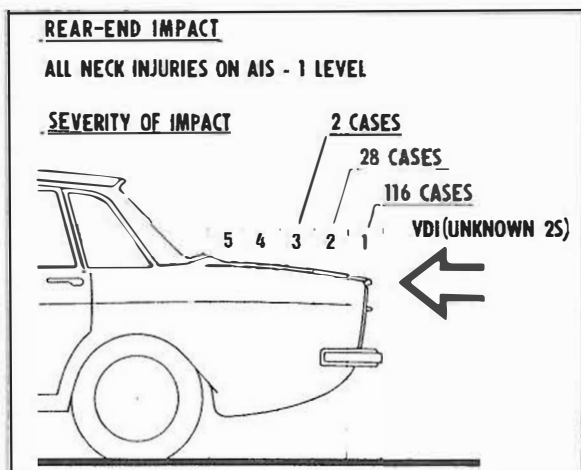 REAR-END IMPACT
ALL NECK INJURIES ON AIS - 1 LEVEL
SEVERITY OF IMPACT
2 CASES
28 CASES
116 CASES
5 4 3 2 1 VDI(UNKNOWN 2S)